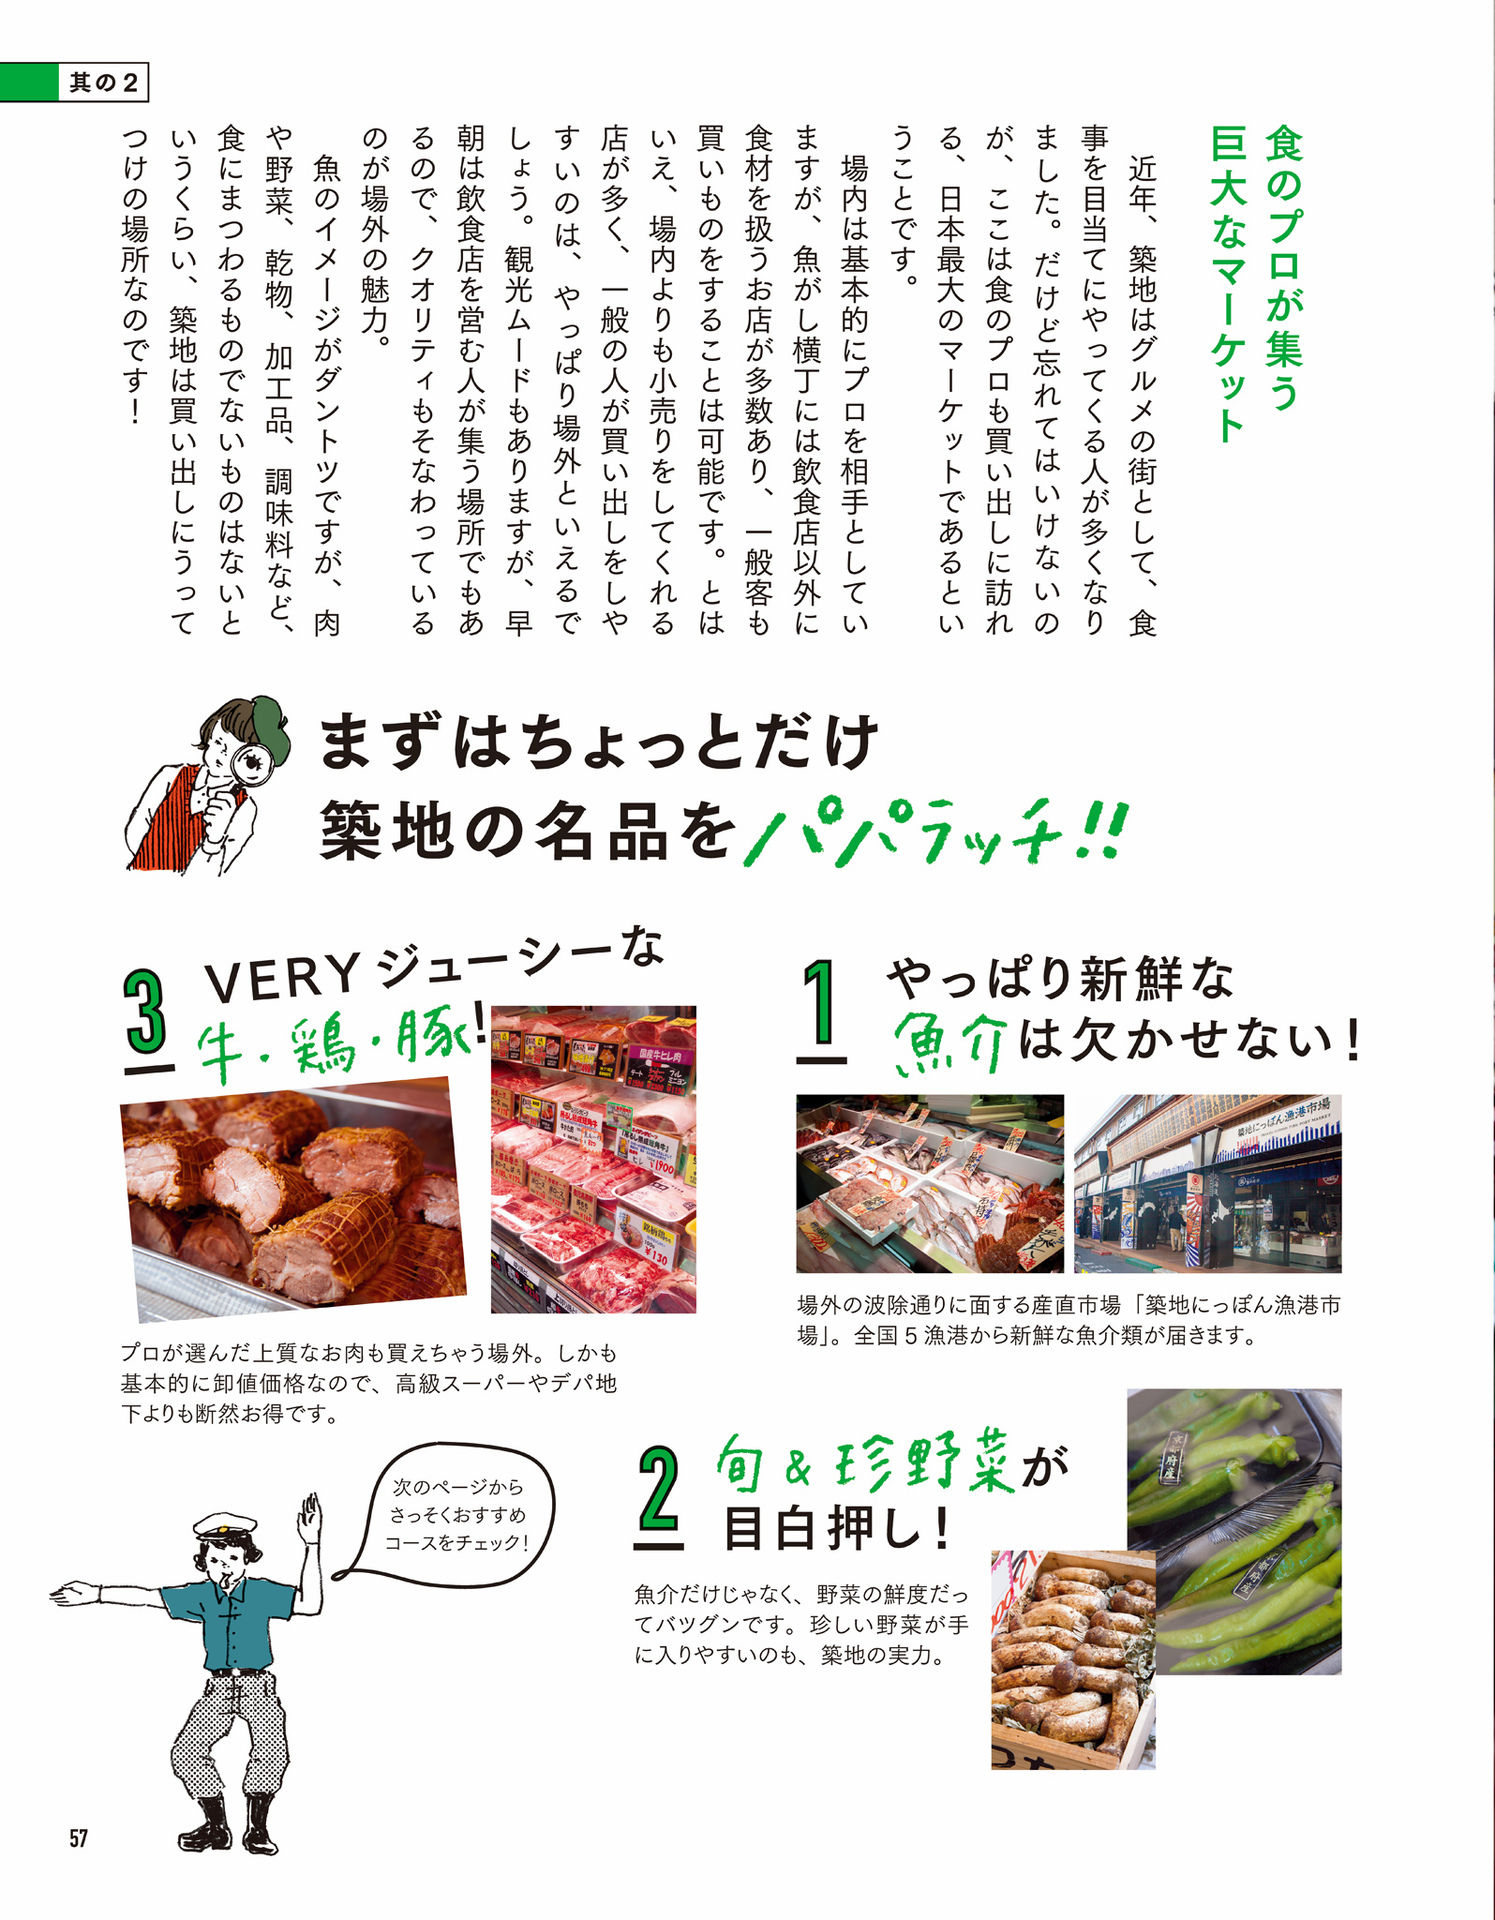 其の2
食のプロが集う
巨大なマーケット
近年、築地はグルメの街として、食
事を目当てにやってくる人が多くなり
ました。だけど忘れてはいけないの
が、ここは食のプロも買い出しに訪れ
る、日本最大のマーケットであるとい
うことです。
場内は基本的にプロを相手としてい
ますが、魚がし横丁には飲食店以外に
食材を扱うお店が多数あり、一般客も
買いものをすることは可能です。とは
いえ、場内よりも小売りをしてくれる
店が多く、一般の人が買い出しをしや
すいのは、やっぱり場外といえるで
しょう。観光ムードもありますが、早
朝は飲食店を営む人が集う場所でもあ
るので、クオリティもそなわっている
のが場外の魅力。
魚のイメージがダントツですが、肉
や野菜、乾物、加工品、調味料など、
食にまつわるものでないものはないと
いうくらい、築地は買い出しにうって
つけの場所なのです！
まずはちょっとだけ
築地の名品をパパラッチ!!
1
やっぱり新鮮な
魚介は欠かせない！
築地にっぽん漁港市場
場外の波除通りに面する産直市場「築地にっぽん漁港市
場」。全国5漁港から新鮮な魚介類が届きます。
2
旬&珍野菜が
目白押し！
京都府産
魚介だけじゃなく、野菜の鮮度だっ
てバツグンです。珍しい野菜が手
に入りやすいのも、築地の実力。
3
VERYジューシーな
牛・鶏・豚！
国産牛ヒレ肉
¥130
プロが選んだ上質なお肉も買えちゃう場外。しかも
基本的に卸値価格なので、高級スーパーやデパ地
下よりも断然お得です。
次のページから
さっそくおすすめ
コースをチェック！
57